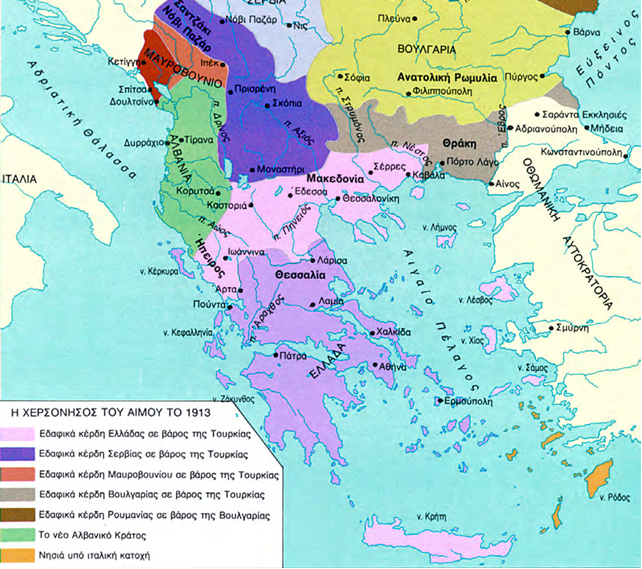 ΣΕΡΒΙΑ
Σαντζάκι
Νόβι Παζάρ
Νόβι Παζάρ
Νις
Πλεύνα
Βάρνα
ΒΟΥΛΓΑΡΙΑ
Εύξεινος
Πόντος
Κετίγγη
ΜΑΥΡΟΒΟΥΝΙΟ
Ιπέκ
Σόφια
Ανατολική Ρωμυλία
Πύργος
Φιλιππούπολη
Σπίτσα
Δουλτσίνο
Πρισρένη
Σκόπια
π. Δρίνος
π. Αξιός
π. Στρυμόνας
π. Έβρος
Σαράντα Εκκλησιές
Αδριανούπολη
Μήδεια
Αδριατική Θάλασσα
Δυρράχιο
Τίρανα
ΑΛΒΑΝΙΑ
π. Νέστος
Θράκη
Κωνσταντινούπολη
ΙΤΑΛΙΑ
Μοναστήρι
Μακεδονία
Σέρρες
Πόρτο Λάγο
Καβάλα
Αίνος
Κορυτσά
Καστοριά
Έδεσσα
Θεσσαλονίκη
ΟΘΩΜΑΝΙΚΗ
ΑΥΤΟΚΡΑΤΟΡΙΑ
π. Αώος
π. Πηνειός
ν. Λήμνος
Ήπειρος
Ιωάννινα
Λάρισα
ν. Κέρκυρα
Θεσσαλία
Αιγαίο
Πέλαγος
Άρτα
Πούντα
π. Άραχθος
Λαμία
ν. Λέσβος
ν. Κεφαλληνία
Χαλκίδα
ν. Χίος
Σμύρνη
Πάτρα
ΕΛΛΑΔΑ
Αθήνα
ν. Σάμος
ν. Ζάκυνθος
Ερμούπολη
ν. Ρόδος
ν. Κρήτη
Η ΧΕΡΣΟΝΗΣΟΣ ΤΟΥ ΑΙΜΟΥ ΤΟ 1913
Εδαφικά κέρδη Ελλάδας σε βάρος της Τουρκίας
Εδαφικά κέρδη Σερβίας σε βάρος της Τουρκίας
Εδαφικά κέρδη Μαυροβουνίου σε βάρος της Τουρκίας
Εδαφικά κέρδη Βουλγαρίας σε βάρος της Τουρκίας
Εδαφικά κέρδη Ρουμανίας σε βάρος της Βουλγαρίας
Το νέο Αλβανικό Κράτος
Νησιά υπό ιταλική κατοχή